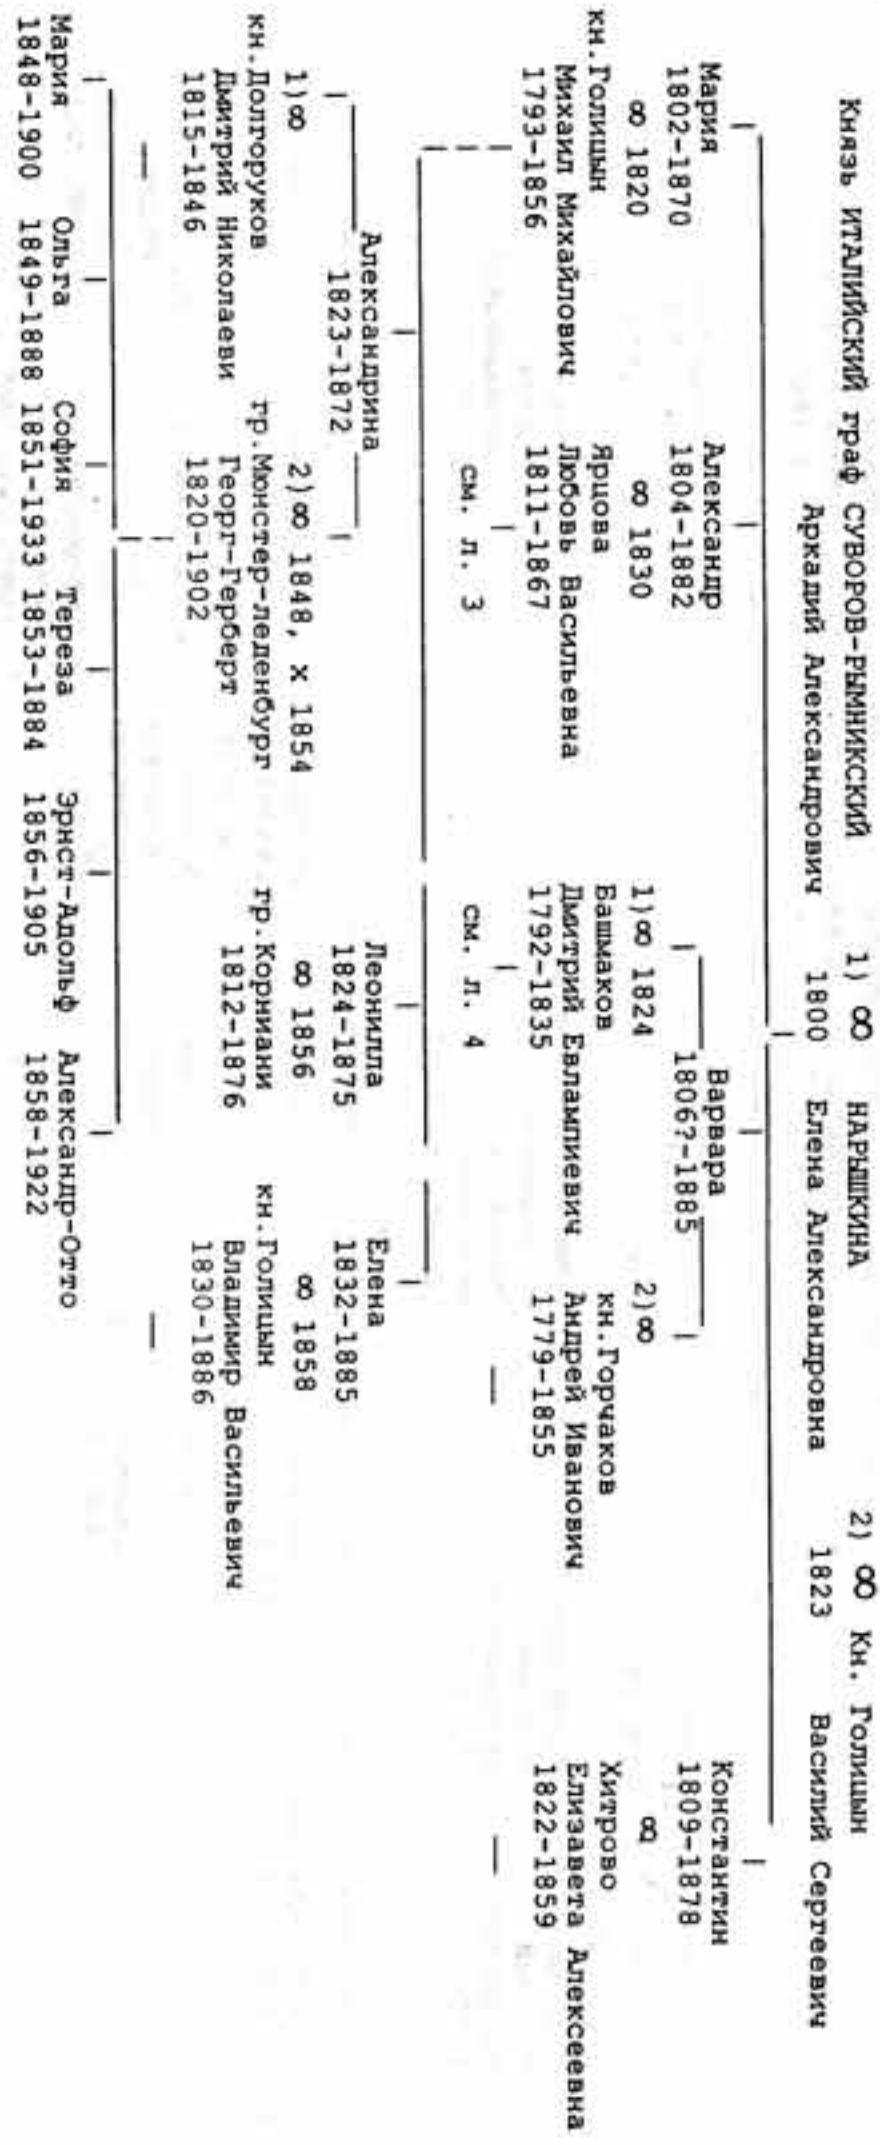 Князь ИТАЛИЙСКИЙ граф СУВОРОВ-РЫМНИКСКИЙ 1) ∞ НАРЫШКИНА 2) ∞ Кн. Голицын
Аркадий Александрович 1800 Елена Александровна 1823 Василий Сергеевич
Мария
1802-1870
∞ 1820
кн.Голицын
Михаил Михайлович
1793-1856
Александр
1804-1882
∞ 1830
Ярцова
Любовь Васильевна
1811-1867
см. л. 3
Варвара
1806?-1885
1)∞ 1824
Башмаков
Дмитрий Евлампиевич
1792-1835
см. л. 4
2)∞
кн.Горчаков
Андрей Иванович
1779-1855
Константин
1809-1878
∞
Хитрово
Елизавета Алексеевна
1822-1859
Александрина
1823-1872
1)∞
кн.Долгоруков
Дмитрий Николаеви
1815-1846
2)∞ 1848, х 1854
гр.Мюнстер-леденбург
Георг-Герберт
1820-1902
Леонилла
1824-1875
∞ 1856
гр.Корниани
1812-1876
Елена
1832-1885
∞ 1858
кн.Голицын
Владимир Васильевич
1830-1886
Мария
1848-1900
Ольга
1849-1888
София
1851-1933
Тереза
1853-1884
Эрнст-Адольф
1856-1905
Александр-Отто
1858-1922